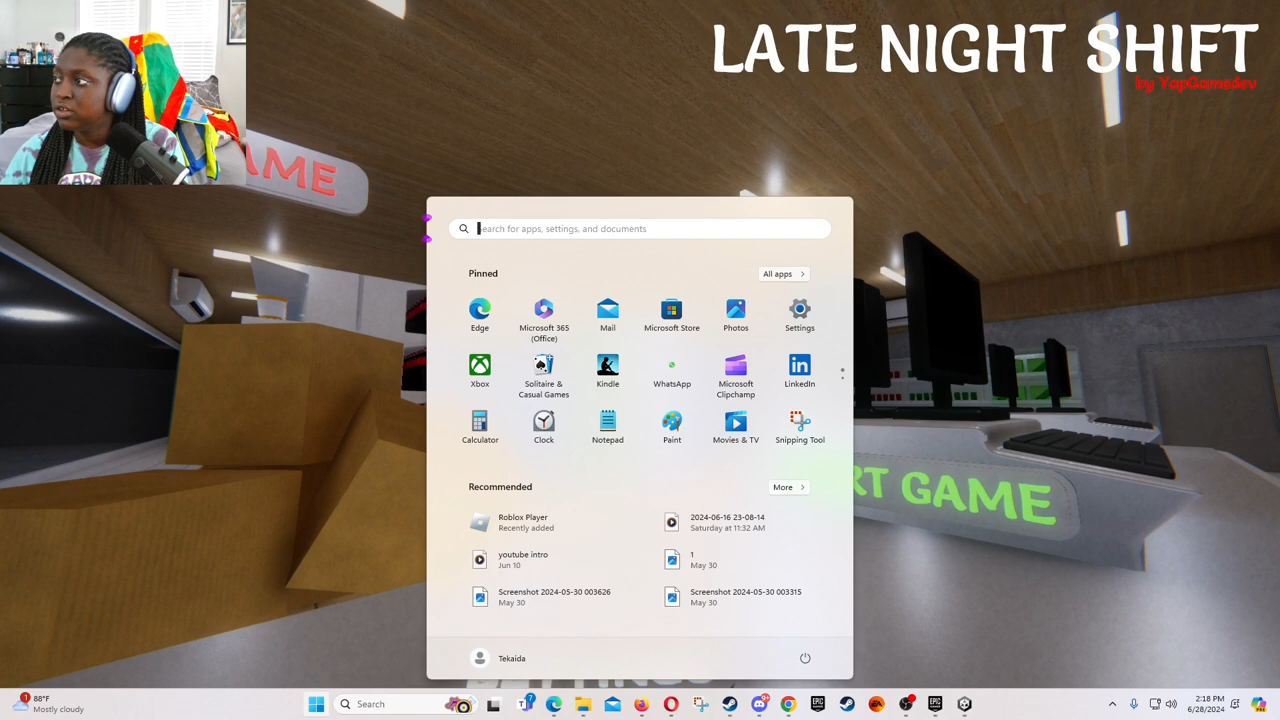 LATE NIGHT SHIFT
by YapGamedev
AME
Search for apps, settings, and documents
Pinned
All apps
Edge
Microsoft 365
(Office)
Mail
Microsoft Store
Photos
Settings
Xbox
Solitaire &
Casual Games
Kindle
WhatsApp
Microsoft
Clipchamp
LinkedIn
Calculator
Clock
Notepad
Paint
Movies & TV
Snipping Tool
Recommended
More
Roblox Player
Recently added
2024-06-16 23-08-14
Saturday at 11:32 AM
youtube intro
Jun 10
1
May 30
Screenshot 2024-05-30 003626
May 30
Screenshot 2024-05-30 003315
May 30
RT GAME
Tekaida
1
88°F
Mostly cloudy
Search
7
9+
2:18 PM
6/28/2024